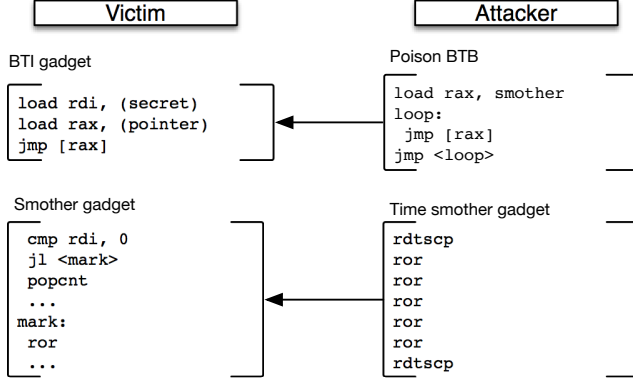 Victim
Attacker
BTI gadget
load rdi, (secret)
load rax, (pointer)
jmp [rax]
Poison BTB
load rax, smother
loop:
jmp [rax]
jmp <loop>
Smother gadget
cmp rdi, 0
jl <mark>
popcnt
...
mark:
ror
...
Time smother gadget
rdtscp
ror
ror
ror
ror
ror
rdtscp